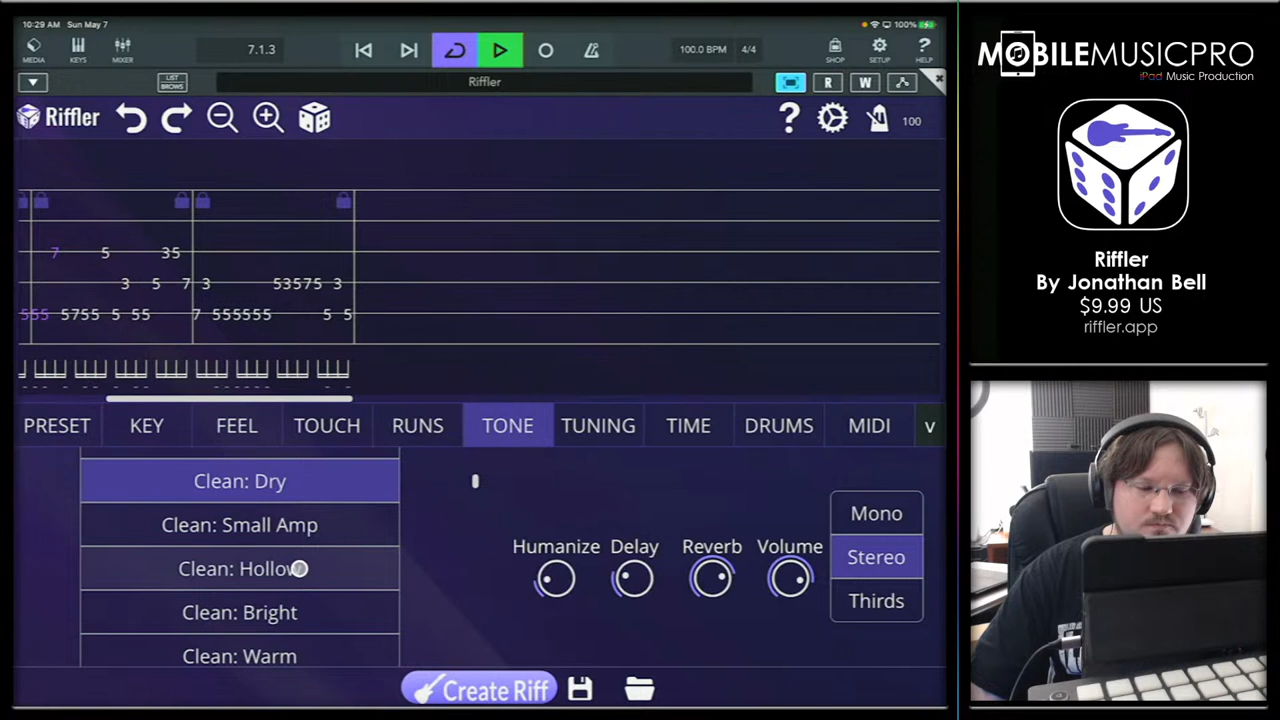 10:29 AM Sun May 7
100%
MEDIA
KEYS
MIXER
7.1.3
100.0 BPM
4/4
SHOP
SETUP
HELP
LIST
BROWS
Riffler
R
W
Riffler
?
100
7 5 35
3 5 7 3 53575 3
555 5755 5 55 7 555555 5 5
PRESET
KEY
FEEL
TOUCH
RUNS
TONE
TUNING
TIME
DRUMS
MIDI
v
Clean: Dry
Clean: Small Amp
Clean: Hollow
Clean: Bright
Clean: Warm
Humanize
Delay
Reverb
Volume
Mono
Stereo
Thirds
Create Riff
MOBILEMUSICPRO
iPad Music Production
Riffler
By Jonathan Bell
$9.99 US
riffler.app